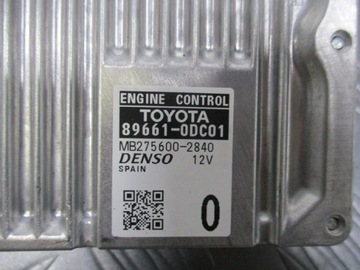 ENGINE CONTROL
TOYOTA
89661-0DC01
MB275600-2840
DENSO 12V
SPAIN
0